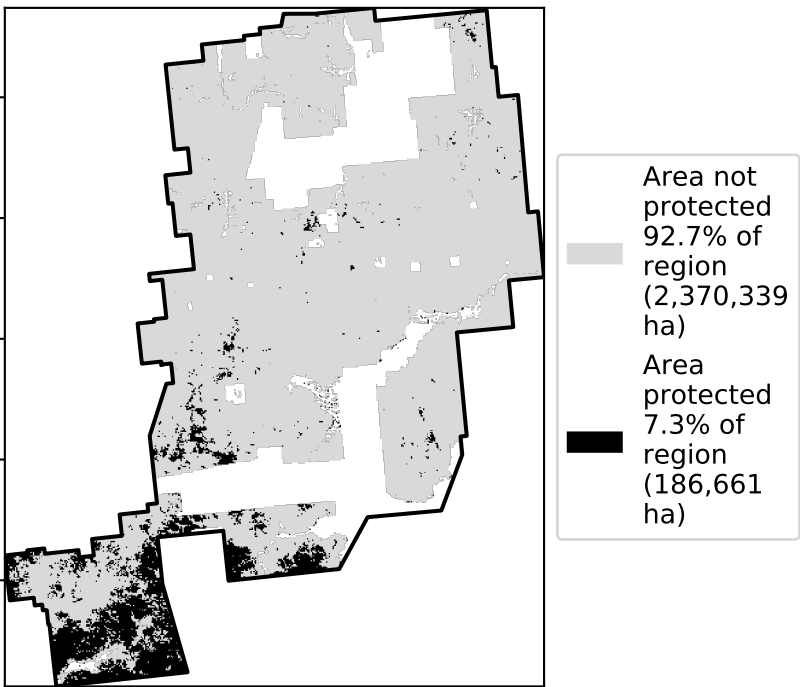 Area not
protected
92.7% of
region
(2,370,339
ha)
Area
protected
7.3% of
region
(186,661
ha)